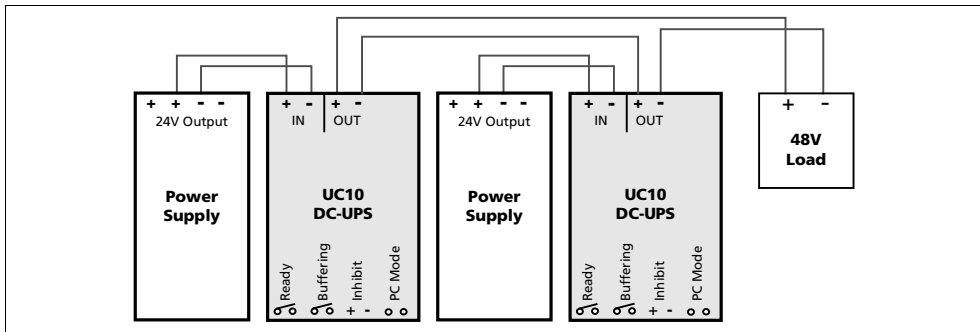 + + - -
24V Output
Power
Supply
+ - + -
IN OUT
UC10
DC-UPS
Ready
Buffering
Inhibit
PC Mode
+ -
+ + - -
24V Output
Power
Supply
+ - + -
IN OUT
UC10
DC-UPS
Ready
Buffering
Inhibit
PC Mode
+ -
+ -
48V
Load